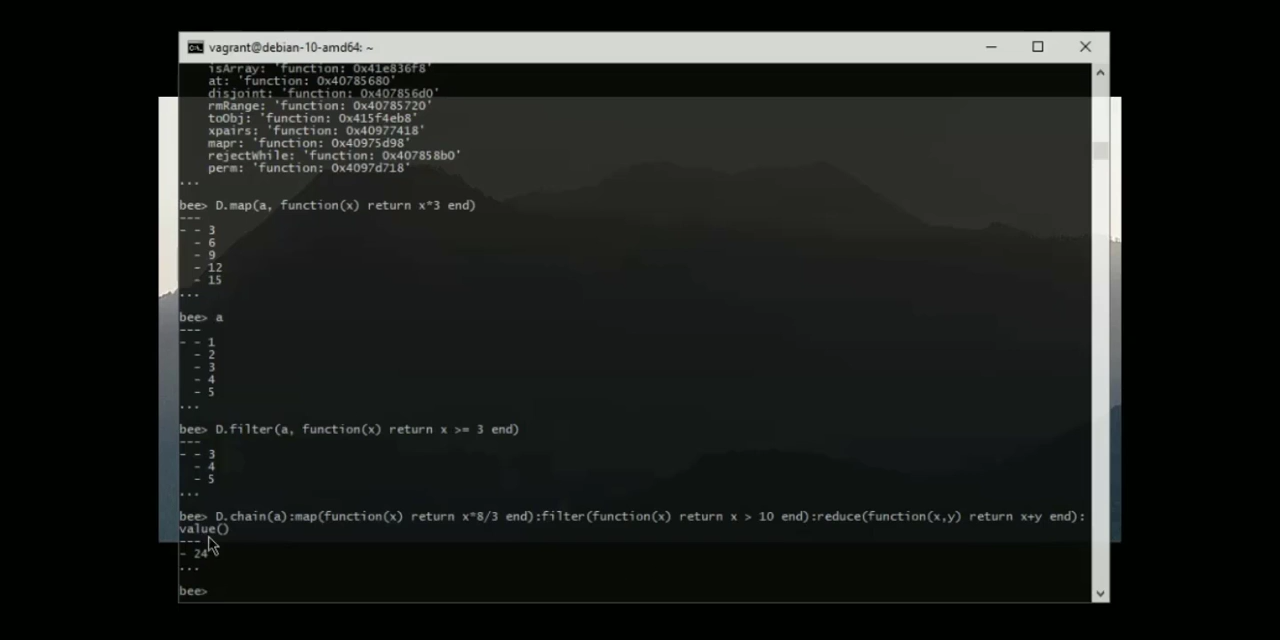 vagrant@debian-10-amd64: ~
isArray: 'function: 0x41e836f8'
at: 'function: 0x40785680'
disjoint: 'function: 0x407856d0'
rmRange: 'function: 0x40785720'
toObj: 'function: 0x415f4eb8'
xpairs: 'function: 0x40977418'
mapr: 'function: 0x40975d98'
rejectWhile: 'function: 0x407858b0'
perm: 'function: 0x4097d718'
...
bee> D.map(a, function(x) return x*3 end)
---
- - 3
- 6
- 9
- 12
- 15
...
bee> a
---
- - 1
- 2
- 3
- 4
- 5
...
bee> D.filter(a, function(x) return x >= 3 end)
---
- - 3
- 4
- 5
...
bee> D.chain(a):map(function(x) return x*8/3 end):filter(function(x) return x > 10 end):reduce(function(x,y) return x+y end):
value()
---
- 24
...
bee>